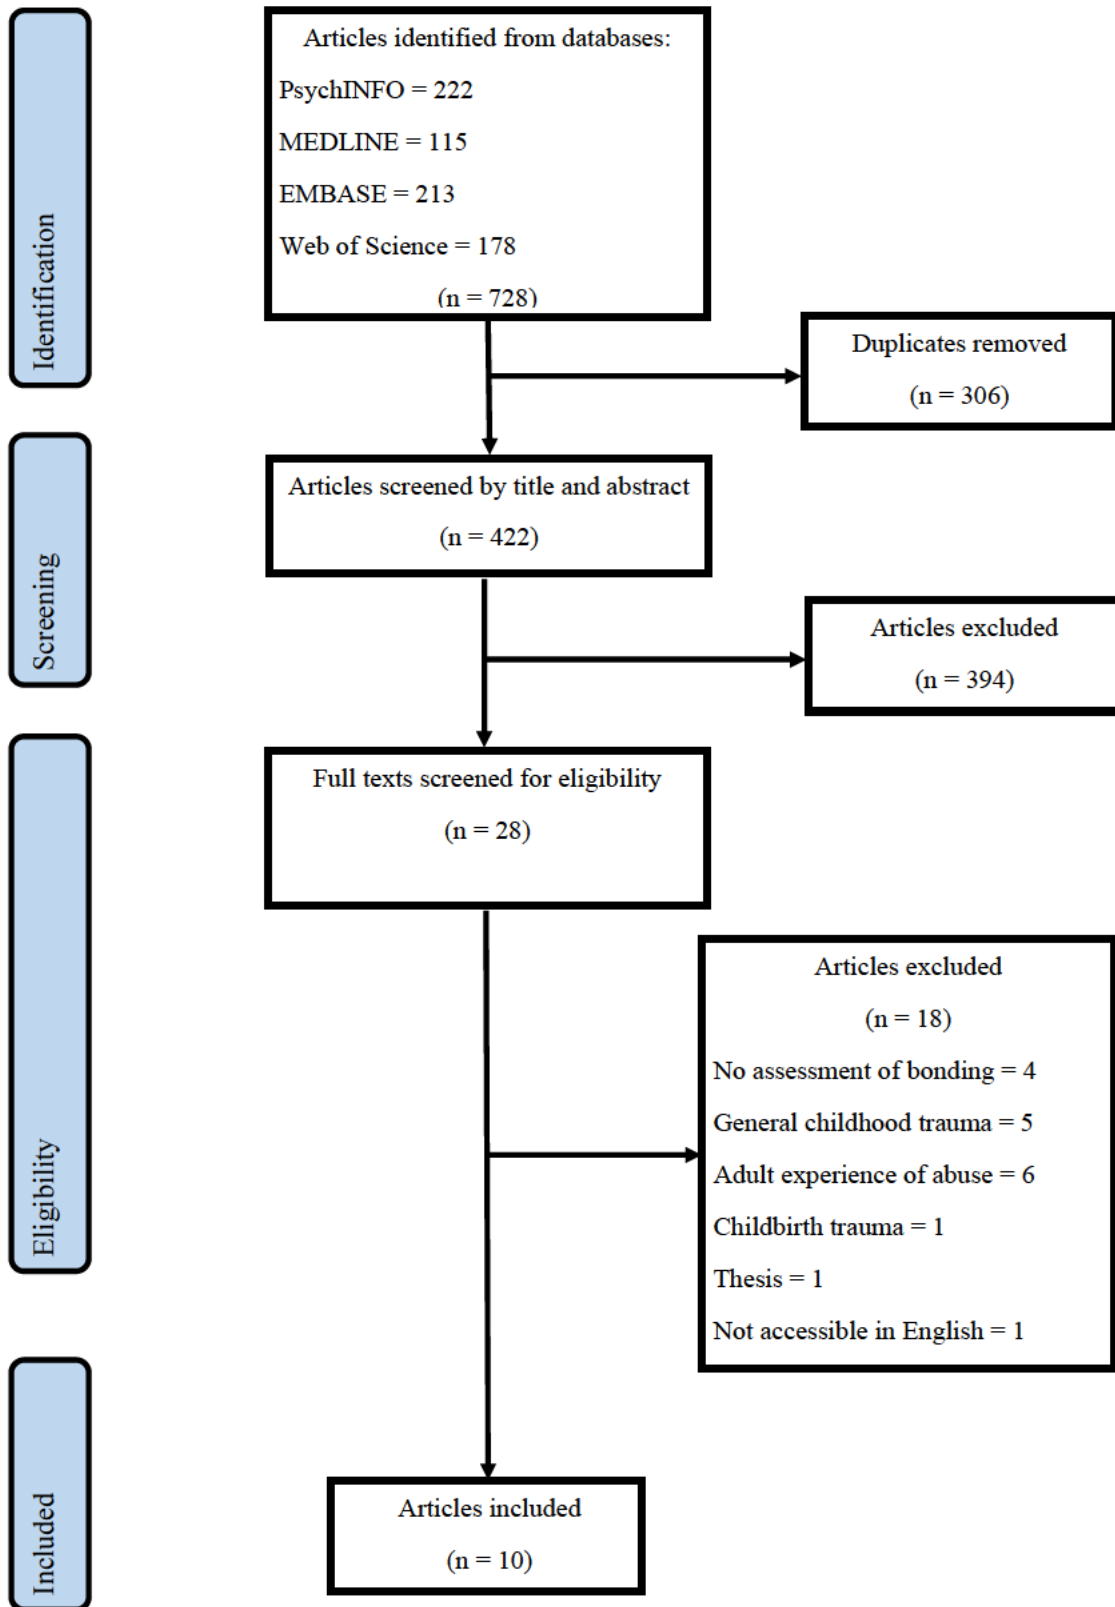 Identification
Articles identified from databases:
PsychINFO = 222
MEDLINE = 115
EMBASE = 213
Web of Science = 178
(n = 728)
Duplicates removed
(n = 306)
Screening
Articles screened by title and abstract
(n = 422)
Articles excluded
(n = 394)
Eligibility
Full texts screened for eligibility
(n = 28)
Articles excluded
(n = 18)
No assessment of bonding = 4
General childhood trauma = 5
Adult experience of abuse = 6
Childbirth trauma = 1
Thesis = 1
Not accessible in English = 1
Included
Articles included
(n = 10)